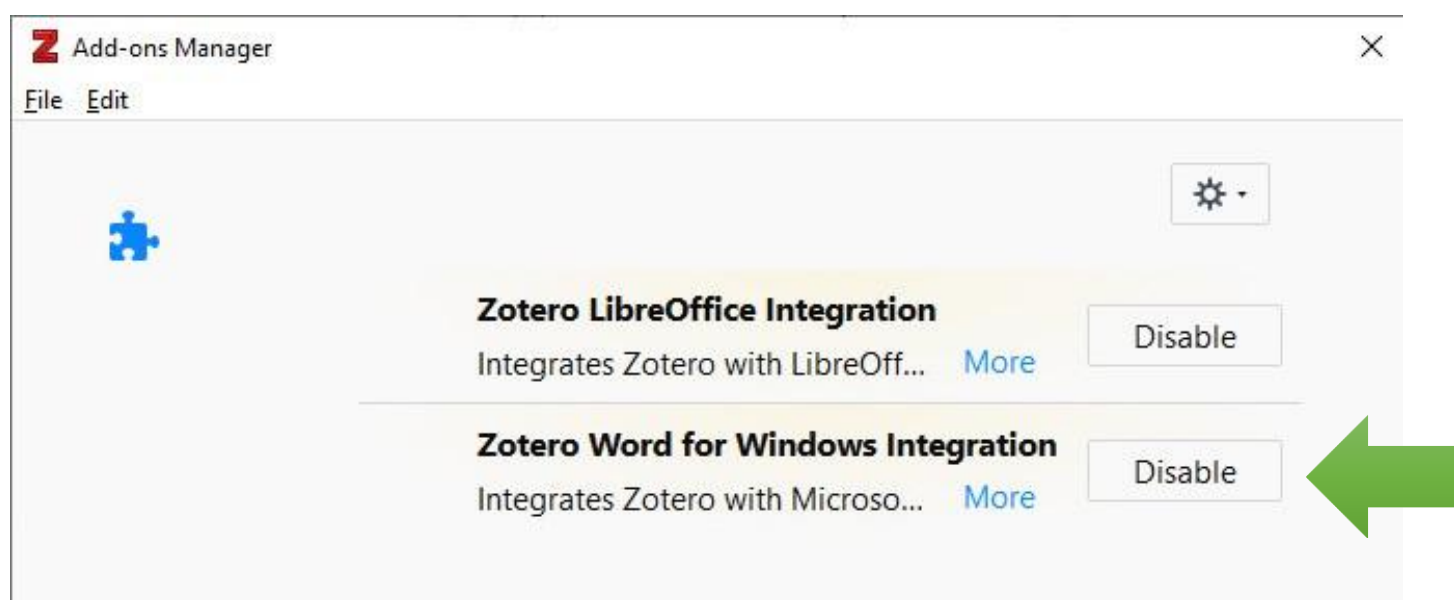 Z Add-ons Manager
File Edit
Zotero LibreOffice Integration
Integrates Zotero with LibreOff... More
Disable
Zotero Word for Windows Integration
Integrates Zotero with Microso... More
Disable